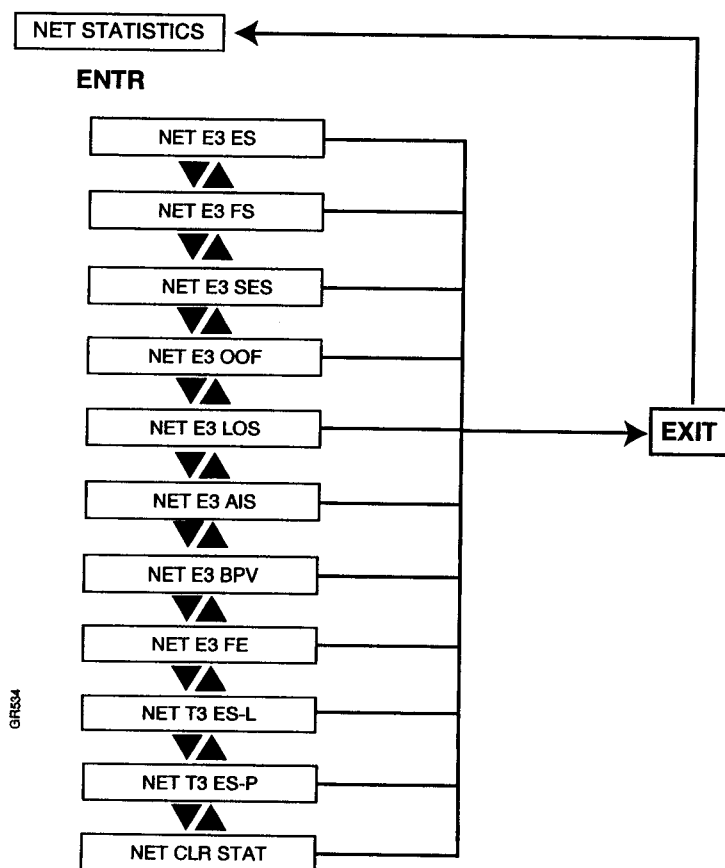 NET STATISTICS
ENTR
NET E3 ES
NET E3 FS
NET E3 SES
NET E3 OOF
NET E3 LOS
EXIT
NET E3 AIS
NET E3 BPV
NET E3 FE
NET T3 ES-L
NET T3 ES-P
NET CLR STAT
GR534